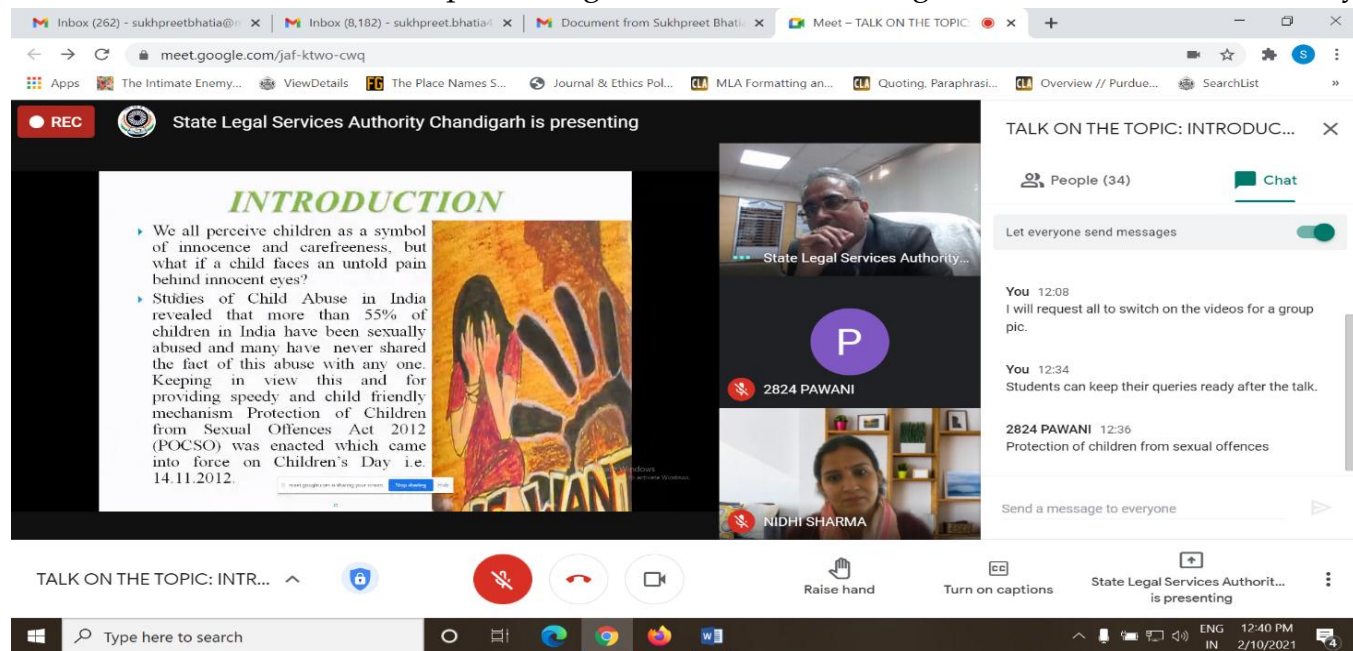 Inbox (262) - sukhpreetbhatia@r
Inbox (8,182) - sukhpreet.bhatia4
Document from Sukhpreet Bhatia
Meet – TALK ON THE TOPIC:
meet.google.com/jaf-ktwo-cwq
Apps
The Intimate Enemy...
ViewDetails
The Place Names S...
Journal & Ethics Pol...
MLA Formatting an...
Quoting, Paraphrasi...
Overview // Purdue...
SearchList
REC
State Legal Services Authority Chandigarh is presenting
INTRODUCTION
We all perceive children as a symbol
of innocence and carefreeness, but
what if a child faces an untold pain
behind innocent eyes?
Studies of Child Abuse in India
revealed that more than 55% of
children in India have been sexually
abused and many have never shared
the fact of this abuse with any one.
Keeping in view this and for
providing speedy and child friendly
mechanism Protection of Children
from Sexual Offences Act 2012
(POCSO) was enacted which came
into force on Children's Day i.e.
14.11.2012.
meet.google.com is sharing your screen.
Stop sharing
Hide
State Legal Services Authority...
P
2824 PAWANI
NIDHI SHARMA
TALK ON THE TOPIC: INTRODUC...
People (34)
Chat
Let everyone send messages
You 12:08
I will request all to switch on the videos for a group
pic.
You 12:34
Students can keep their queries ready after the talk.
2824 PAWANI 12:36
Protection of children from sexual offences
Send a message to everyone
TALK ON THE TOPIC: INTR...
Raise hand
Turn on captions
State Legal Services Authorit...
is presenting
Type here to search
ENG
IN
12:40 PM
2/10/2021